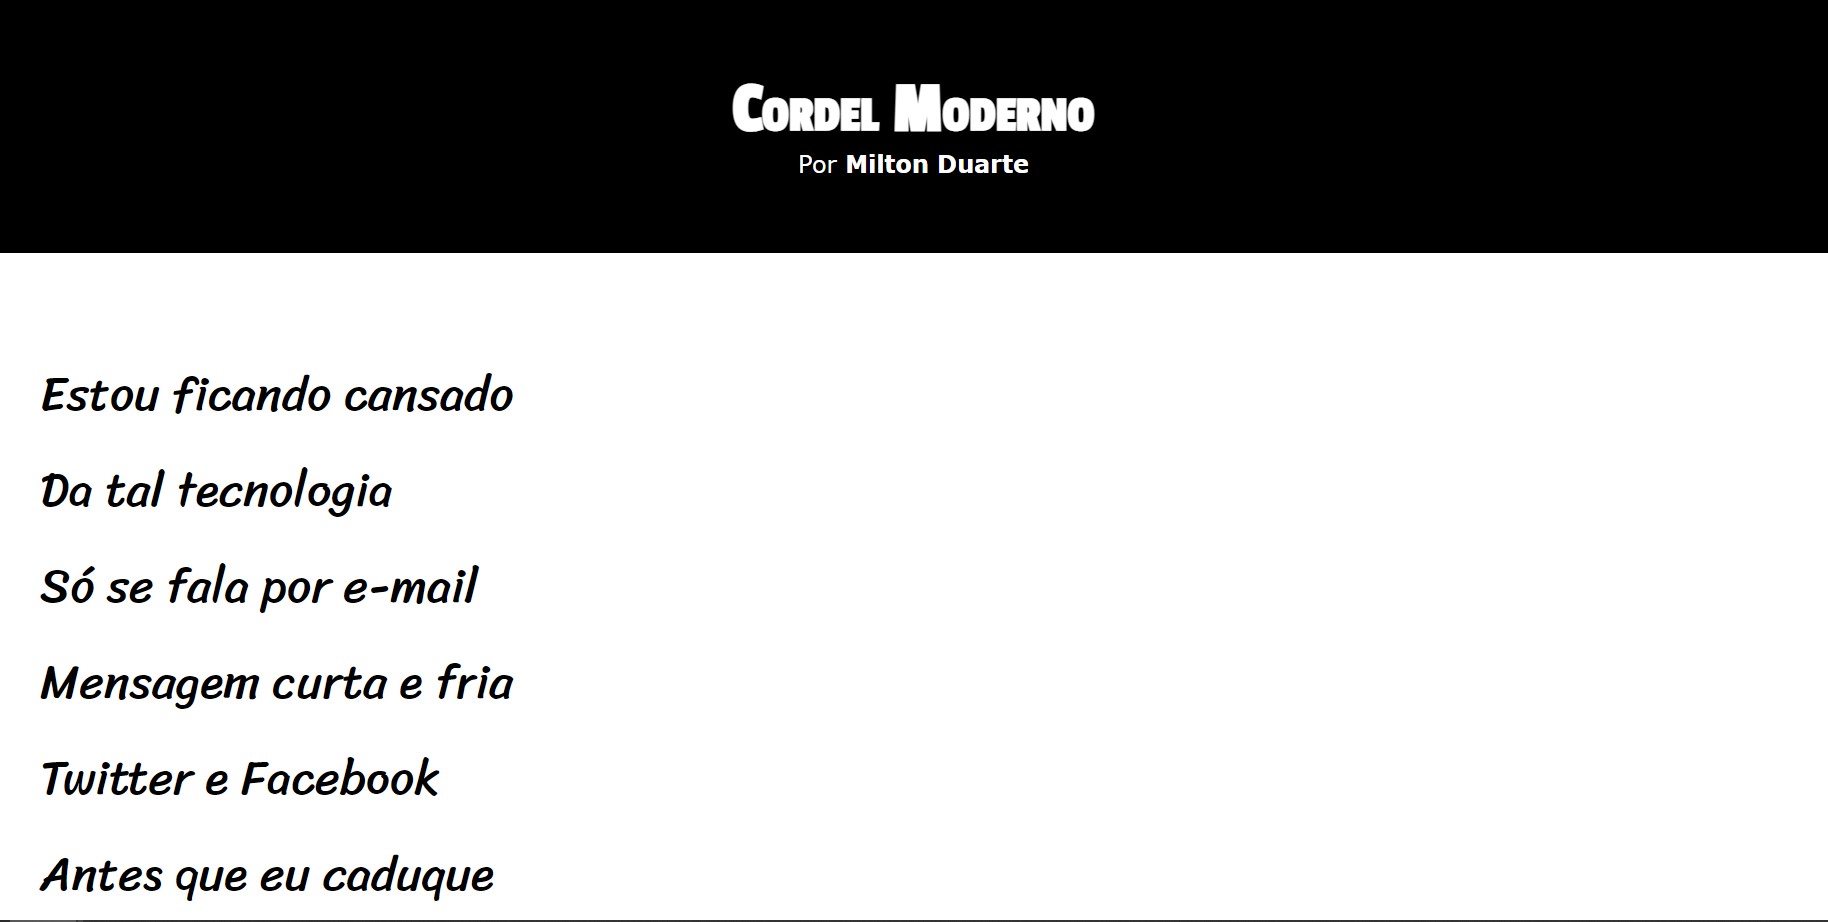 Cordel Moderno
Por Milton Duarte
Estou ficando cansado
Da tal tecnologia
Só se fala por e-mail
Mensagem curta e fria
Twitter e Facebook
Antes que eu caduque